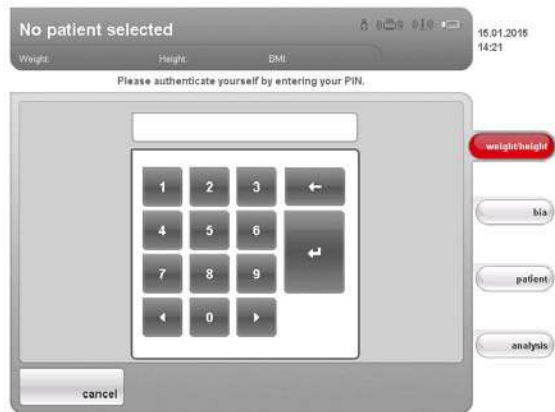 No patient selected
15.01.2015
14:21
Weight: Height: BMI:
Please authenticate yourself by entering your PIN.
weight/height
1 2 3
4 5 6
bia
7 8 9
patient
0
analysis
cancel